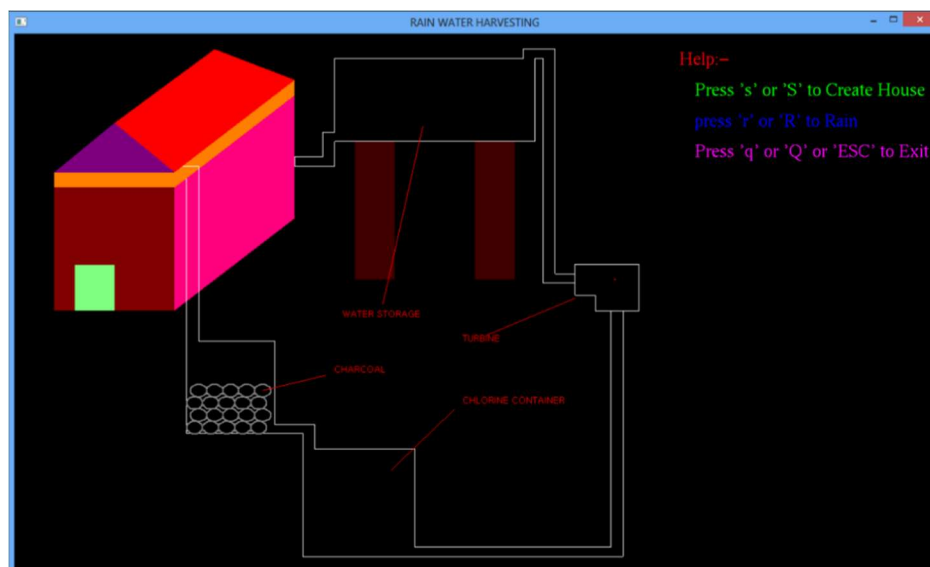 RAIN WATER HARVESTING
Help:-
Press 's' or 'S' to Create House
press 'r' or 'R' to Rain
Press 'q' or 'Q' or 'ESC' to Exit
WATER STORAGE
TURBINE
CHARCOAL
CHLORINE CONTAINER